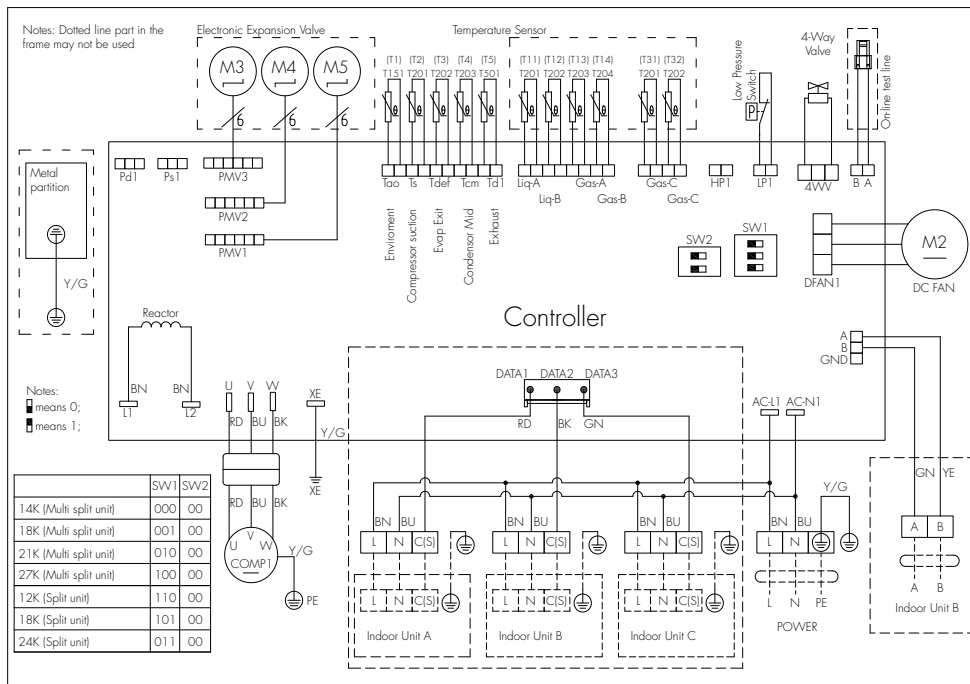 Notes: Dotted line part in the
frame may not be used
Electronic Expansion Valve
Temperature Sensor
4-Way
Valve
Low Pressure
Switch
On-line test line
M3 M4 M5
6 6 6
(T1) (T2) (T3) (T4) (T5)
T151 T201 T202 T203 T501
(T11) (T12) (T13) (T14)
T201 T202 T203 T204
(T31) (T32)
T201 T202
θ θ θ θ θ θ θ θ θ θ θ
P
Metal
partition
Y/G
Pd1 Ps1 PMV3
PMV2
PMV1
Tao Ts Tdef Tcm Td1
Liq-A Gas-A Gas-C
Liq-B Gas-B Gas-C
HP1 LP1 4WV B A
Enviroment
Compressor suction
Evap Exit
Condensor Mid
Exhaust
SW2 SW1
DFAN1
M2
DC FAN
Controller
Reactor
BN BN
L1 L2
A
B
GND
Notes:
means 0;
means 1;
U V W
RD BU BK
XE
Y/G
XE
RD BU BK
U V W
COMP1
Y/G
PE
DATA1 DATA2 DATA3
RD BK GN
AC-L1 AC-N1
BN BU BN BU BN BU BN BU Y/G
L N C(S) L N C(S) L N C(S) L N
L N C(S) L N C(S) L N C(S) L N PE
Indoor Unit A Indoor Unit B Indoor Unit C POWER
GN YE
A B
A B
Indoor Unit B
SW1 SW2
14K (Multi split unit) 000 00
18K (Multi split unit) 001 00
21K (Multi split unit) 010 00
27K (Multi split unit) 100 00
12K (Split unit) 110 00
18K (Split unit) 101 00
24K (Split unit) 011 00